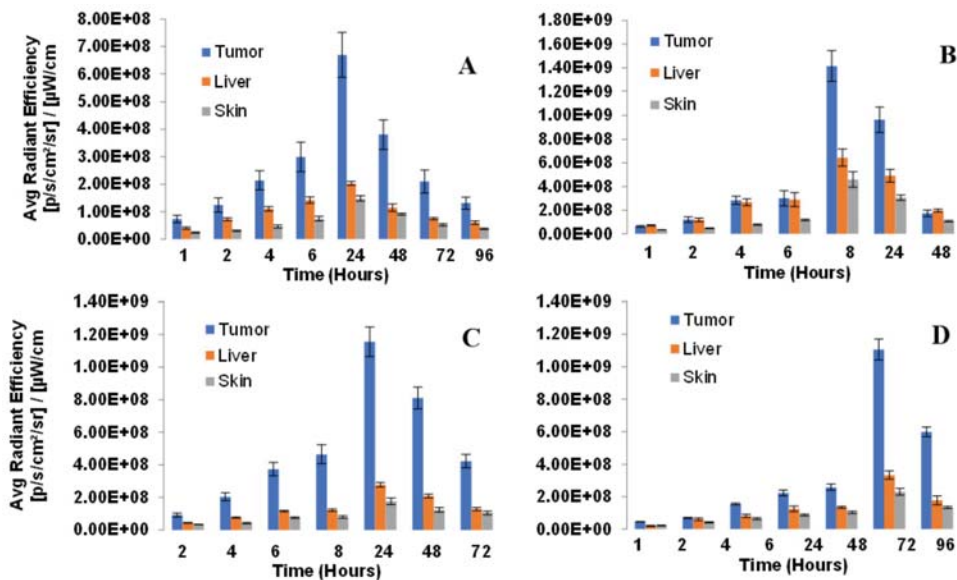 8.00E+08
7.00E+08
6.00E+08
5.00E+08
4.00E+08
3.00E+08
2.00E+08
1.00E+08
0.00E+00
Avg Radiant Efficiency
[p/s/cm²/sr] / [µW/cm
Tumor
Liver
Skin
A
1 2 4 6 24 48 72 96
Time (Hours)
1.80E+09
1.60E+09
1.40E+09
1.20E+09
1.00E+09
8.00E+08
6.00E+08
4.00E+08
2.00E+08
0.00E+00
Tumor
Liver
Skin
B
1 2 4 6 8 24 48
Time (Hours)
1.40E+09
1.20E+09
1.00E+09
8.00E+08
6.00E+08
4.00E+08
2.00E+08
0.00E+00
Avg Radiant Efficiency
[p/s/cm²/sr] / [µW/cm
Tumor
Liver
Skin
C
2 4 6 8 24 48 72
Time (Hours)
1.40E+09
1.20E+09
1.00E+09
8.00E+08
6.00E+08
4.00E+08
2.00E+08
0.00E+00
Tumor
Liver
Skin
D
1 2 4 6 24 48 72 96
Time (Hours)